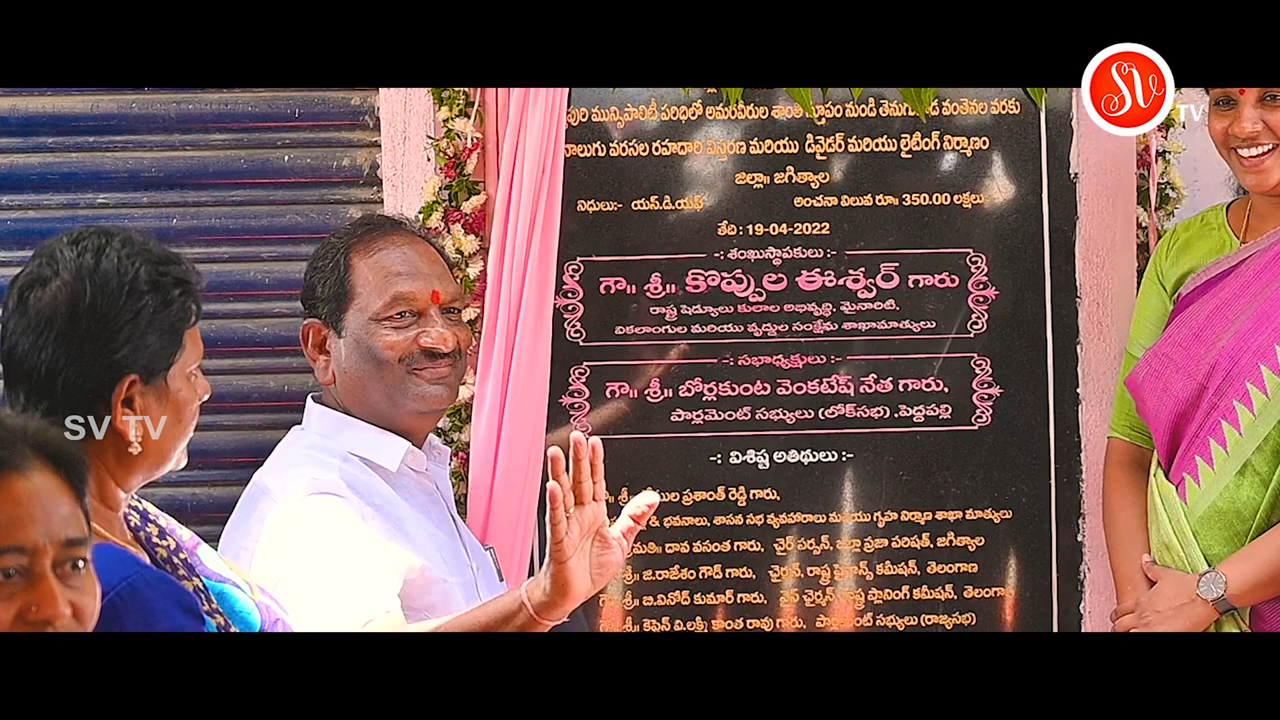 SV
TV
పురి మున్సిపాలిటీ పరిధిలో అమరవీరుల నుండి వంతెనల వరకు
నాలుగు వరసల రహదారి విస్తరణ మరియు డివైడర్ మరియు లైటింగ్ నిర్మాణం
జిల్లా॥ జగిత్యాల
నిధులు:- యస్.డి.యఫ్ అంచనా విలువ రూ॥ 350.00 లక్షలు
తేది : 19-04-2022
-: శంఖుస్థాపకులు :-
గౌ॥ శ్రీ॥ కొప్పుల ఈశ్వర్ గారు
రాష్ట్ర షెడ్యూలు కులాల అభివృద్ధి, మైనారిటీ,
వికలాంగుల మరియు వృద్ధుల సంక్షేమ శాఖామాత్యులు
-: సభాధ్యక్షులు :-
గౌ॥ శ్రీ॥ బోర్లకుంట వెంకటేష్ నేత గారు,
పార్లమెంట్ సభ్యులు (లోక్‌సభ) .పెద్దపల్లి
SV TV
-: విశిష్ట అతిథులు :-
గౌ॥ శ్రీ॥ ప్రశాంత్ రెడ్డి గారు,
& భవనాలు, శాసన సభ వ్యవహారాలు మరియు గృహ నిర్మాణ శాఖా మాత్యులు
దావ వసంత గారు, చైర్ పర్సన్, జిల్లా ప్రజా పరిషత్, జగిత్యాల
శ్రీ॥ జి.రాజేశం గౌడ్ గారు, చైర్మన్, రాష్ట్ర ఫైనాన్స్ కమీషన్, తెలంగాణ
గౌ॥ శ్రీ॥ బి.వినోద్ కుమార్ గారు, వైస్ ఛైర్మన్ రాష్ట్ర ప్లానింగ్ కమీషన్, తెలంగాణ
గౌ॥ శ్రీ॥ కెప్టెన్ వి.లక్ష్మీ కాంత రావు గారు, పార్లమెంట్ సభ్యులు (రాజ్యసభ)